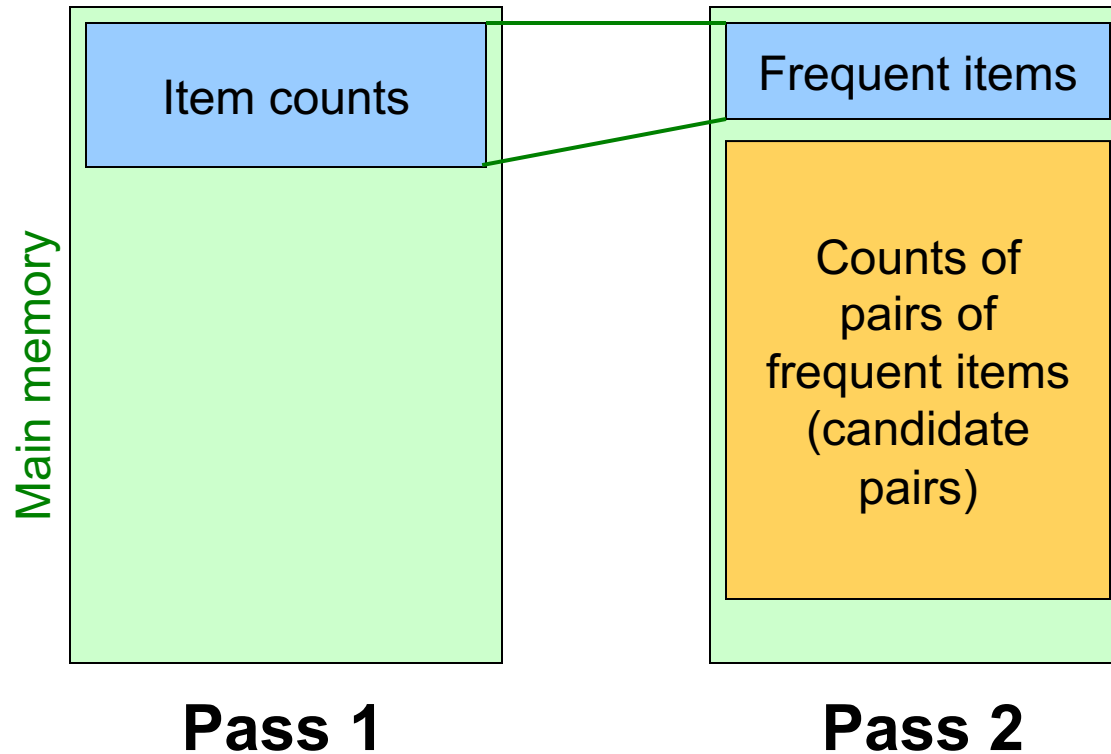 Item counts
Frequent items
Main memory
Counts of
pairs of
frequent items
(candidate
pairs)
Pass 1
Pass 2